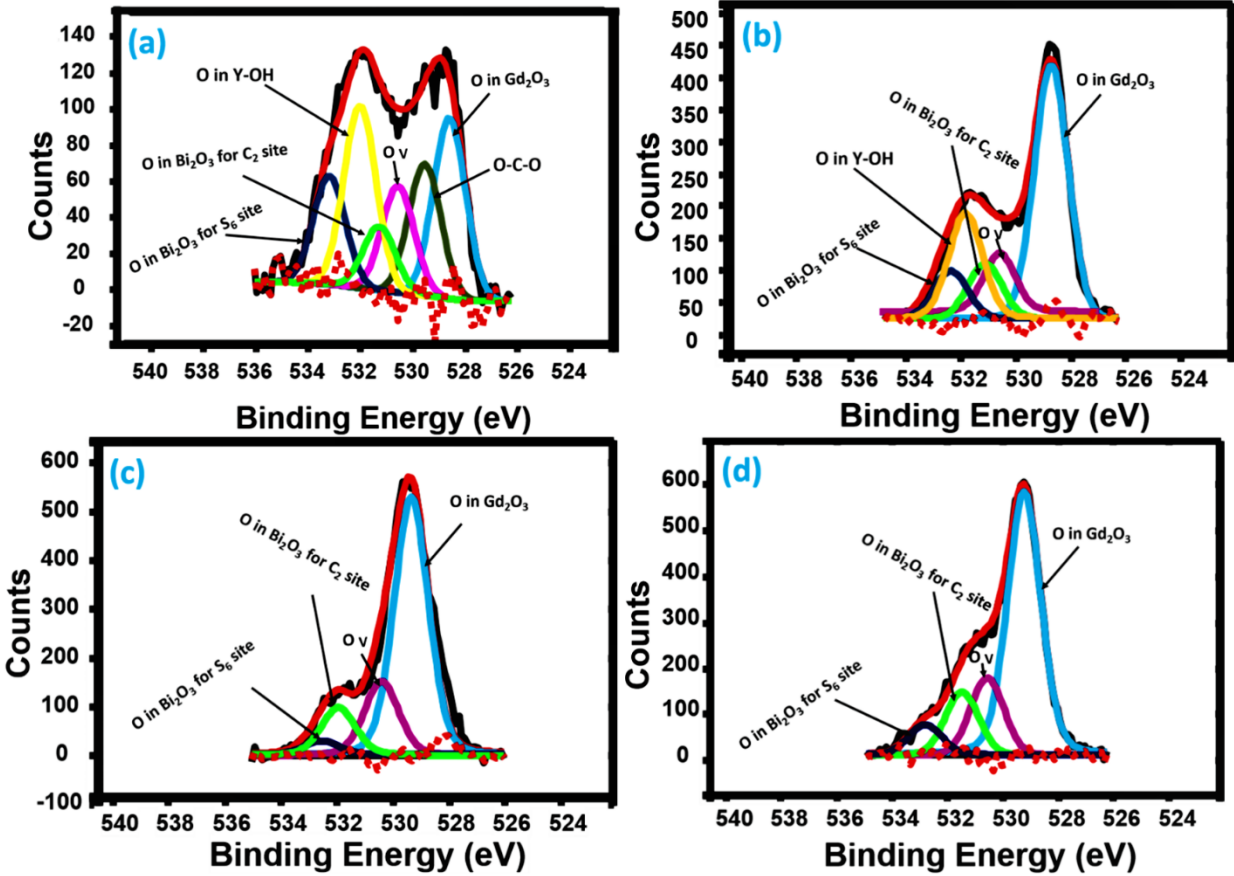 (a)
140
120
100
80
60
40
20
0
-20
Counts
O in Y-OH
O in Gd₂O₃
O in Bi₂O₃ for C₂ site
O v
O-C-O
O in Bi₂O₃ for S₆ site
540 538 536 534 532 530 528 526 524
Binding Energy (eV)
(b)
500
450
400
350
300
250
200
150
100
50
0
Counts
O in Gd₂O₃
O in Bi₂O₃ for C₂ site
O in Y-OH
O v
O in Bi₂O₃ for S₆ site
540 538 536 534 532 530 528 526 524
Binding Energy (eV)
(c)
600
500
400
300
200
100
0
-100
Counts
O in Gd₂O₃
O in Bi₂O₃ for C₂ site
O v
O in Bi₂O₃ for S₆ site
540 538 536 534 532 530 528 526 524
Binding Energy (eV)
(d)
600
500
400
300
200
100
0
Counts
O in Gd₂O₃
O in Bi₂O₃ for C₂ site
O v
O in Bi₂O₃ for S₆ site
540 538 536 534 532 530 528 526 524
Binding Energy (eV)